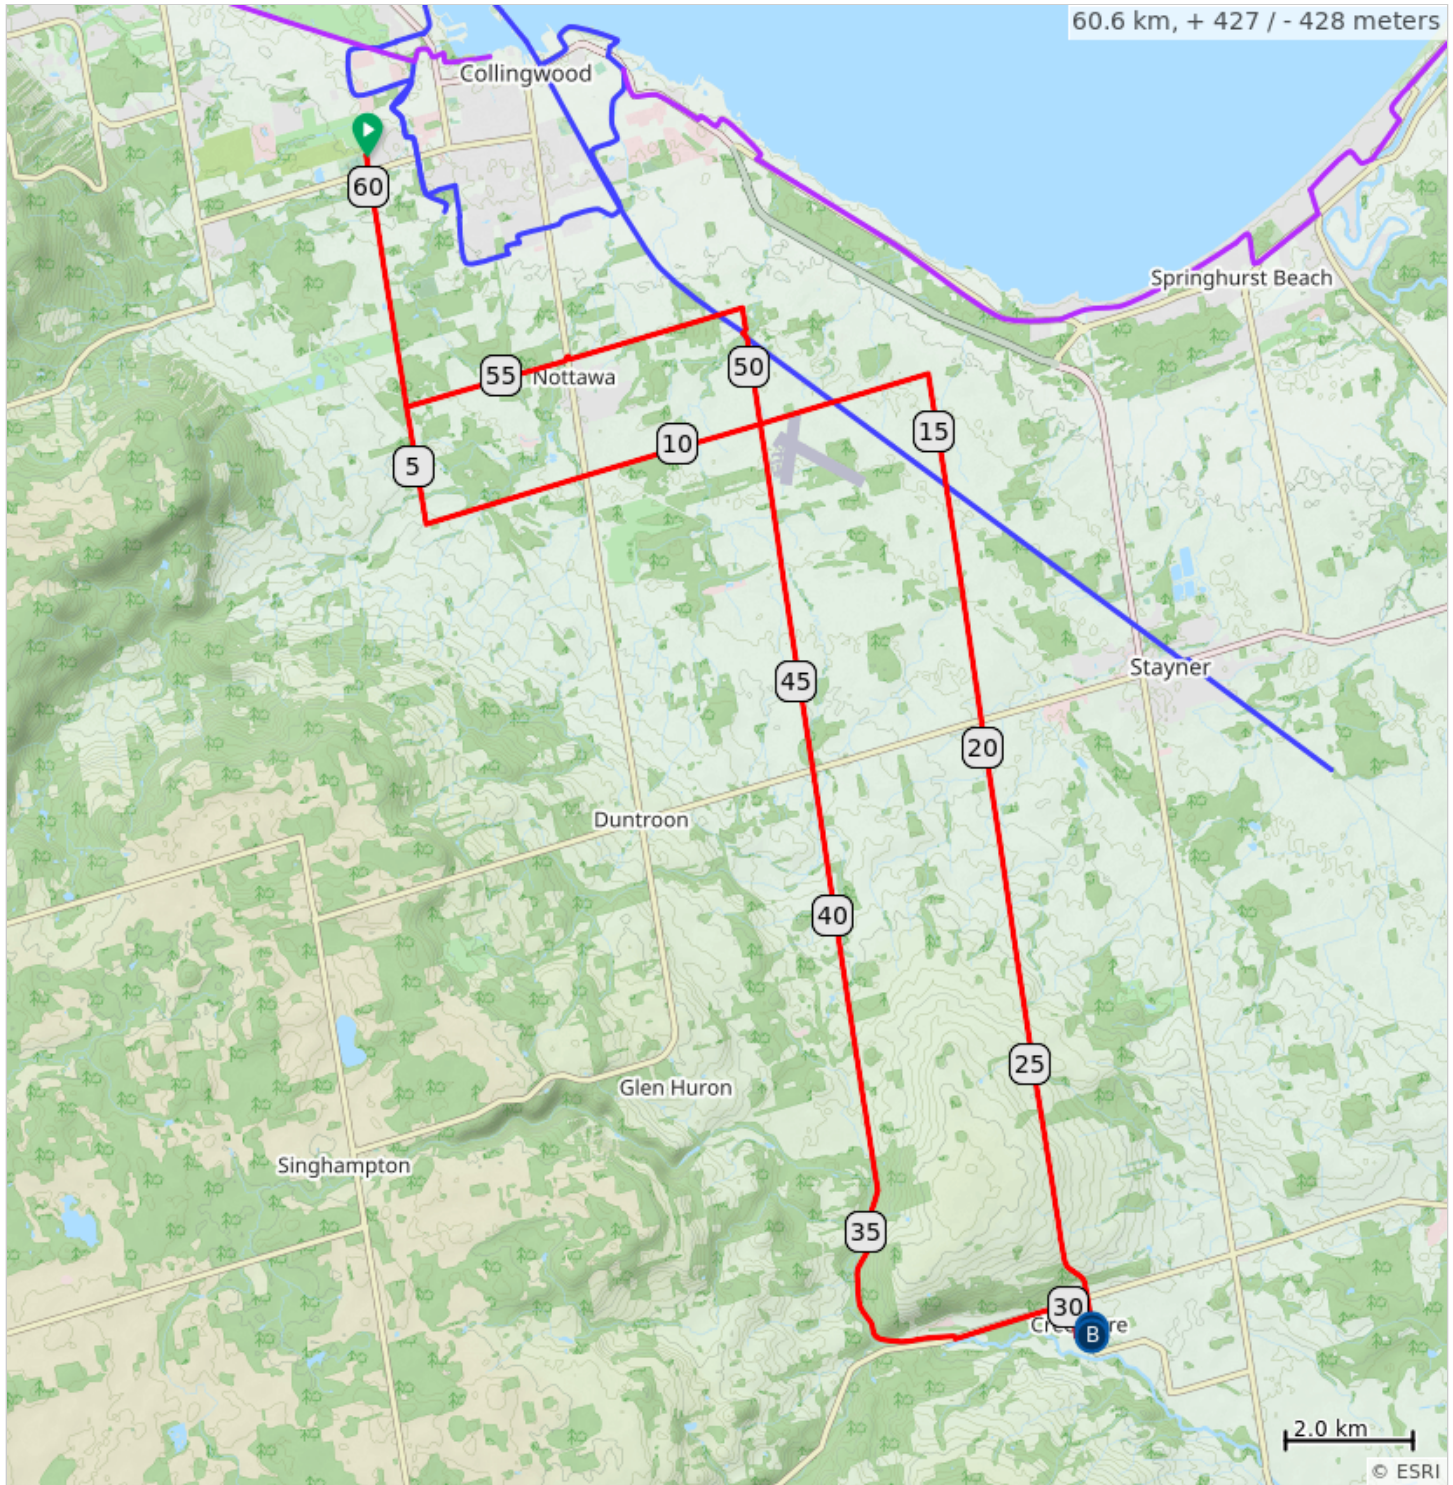 60.6 km, + 427 / - 428 meters
Collingwood
60
Springhurst Beach
50
55
Nottawa
15
10
5
Stayner
45
20
Duntroon
40
25
Glen Huron
Singhampton
35
30
B
2.0 km
© ESRI